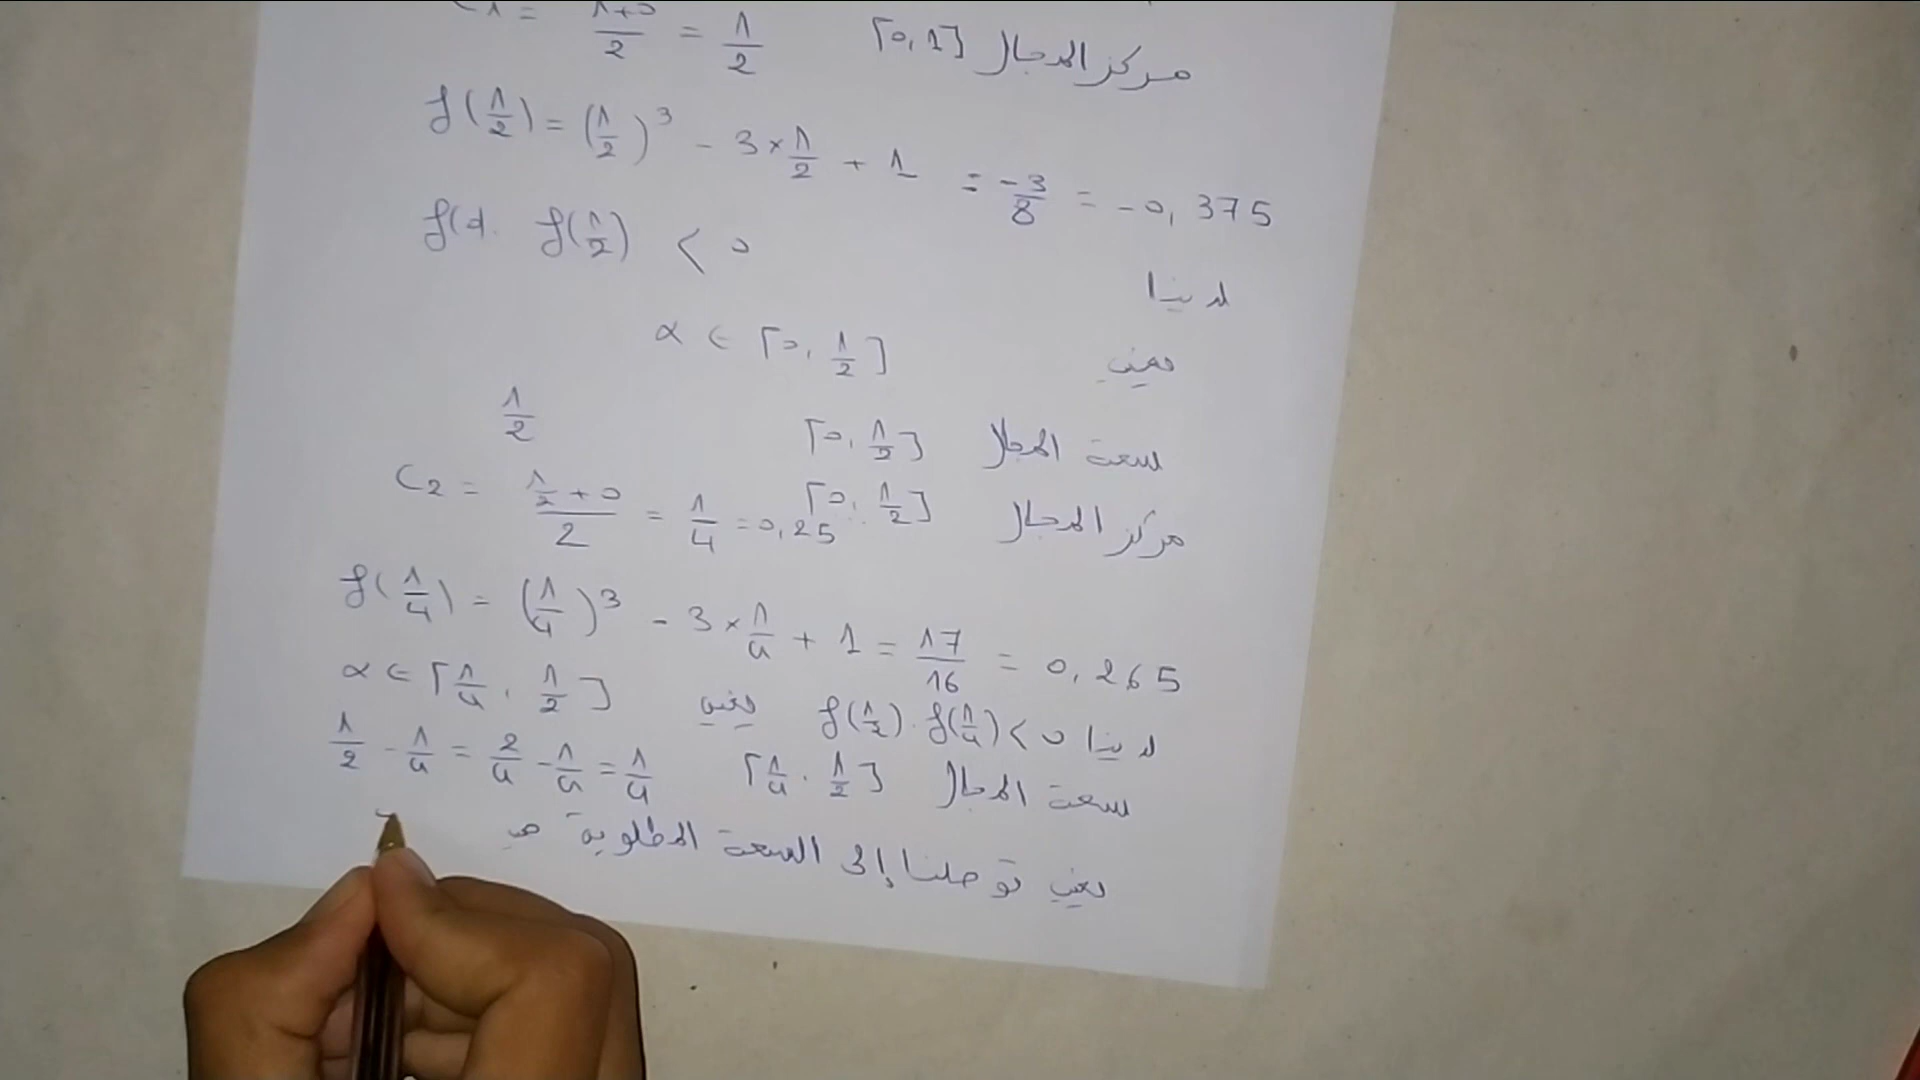 C1 = (1+0)/2 = 1/2 مركز المجال [0,1]
f(1/2) = (1/2)³ - 3×1/2 + 1 = -3/8 = -0,375
لدينا f(1/2) < 0
يعني α ∈ [0, 1/2]
سعة المجال [0, 1/2] 1/2
مركز المجال [0, 1/2] C2 = (1/2+0)/2 = 1/4 = 0,25
f(1/4) = (1/4)³ - 3×1/4 + 1 = 17/16 = 0,265
لدينا f(1/2).f(1/4) < 0 يعني α ∈ [1/4, 1/2]
سعة المجال [1/4, 1/2] 1/2 - 1/4 = 2/4 - 1/4 = 1/4
يعني توصلنا إلى السعة المطلوبة هي